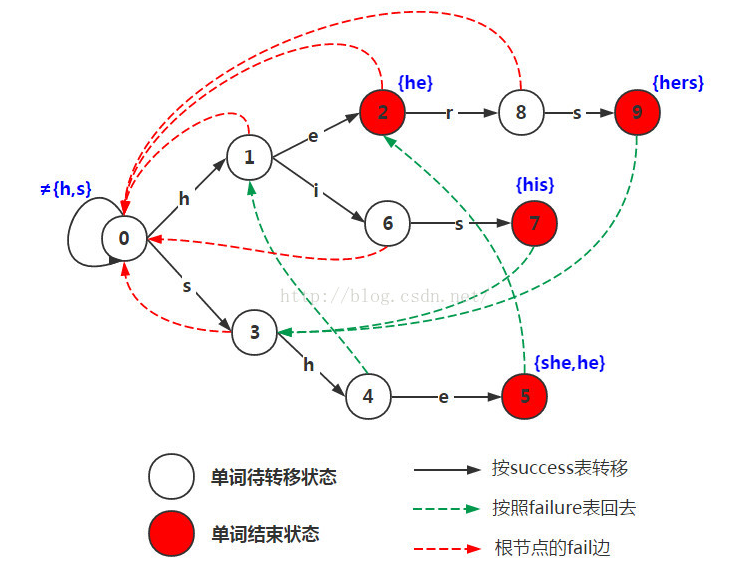 {he}
{hers}
2
r
8
s
9
e
1
≠{h,s}
h
i
{his}
0
6
s
7
s
http://blog.csdn.net/
3
{she,he}
h
4
e
5
单词待转移状态
按success表转移
按照failure表回去
单词结束状态
根节点的fail边